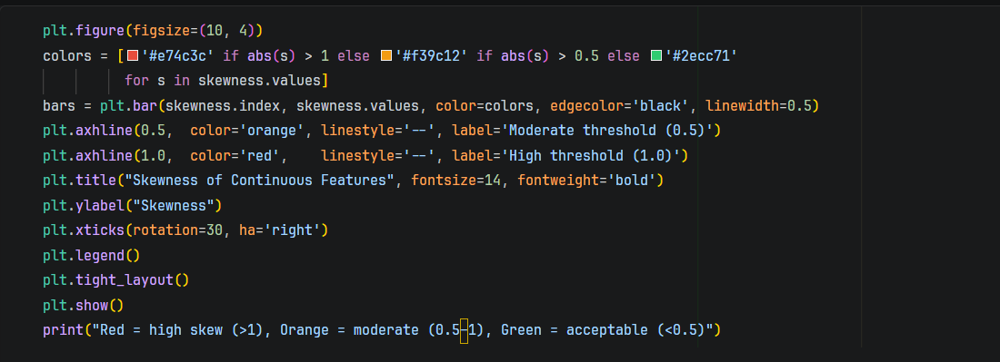 plt.figure(figsize=(10, 4))
colors = ['#e74c3c' if abs(s) > 1 else '#f39c12' if abs(s) > 0.5 else '#2ecc71'
          for s in skewness.values]
bars = plt.bar(skewness.index, skewness.values, color=colors, edgecolor='black', linewidth=0.5)
plt.axhline(0.5,  color='orange', linestyle='--', label='Moderate threshold (0.5)')
plt.axhline(1.0,  color='red',    linestyle='--', label='High threshold (1.0)')
plt.title("Skewness of Continuous Features", fontsize=14, fontweight='bold')
plt.ylabel("Skewness")
plt.xticks(rotation=30, ha='right')
plt.legend()
plt.tight_layout()
plt.show()
print("Red = high skew (>1), Orange = moderate (0.5–1), Green = acceptable (<0.5)")